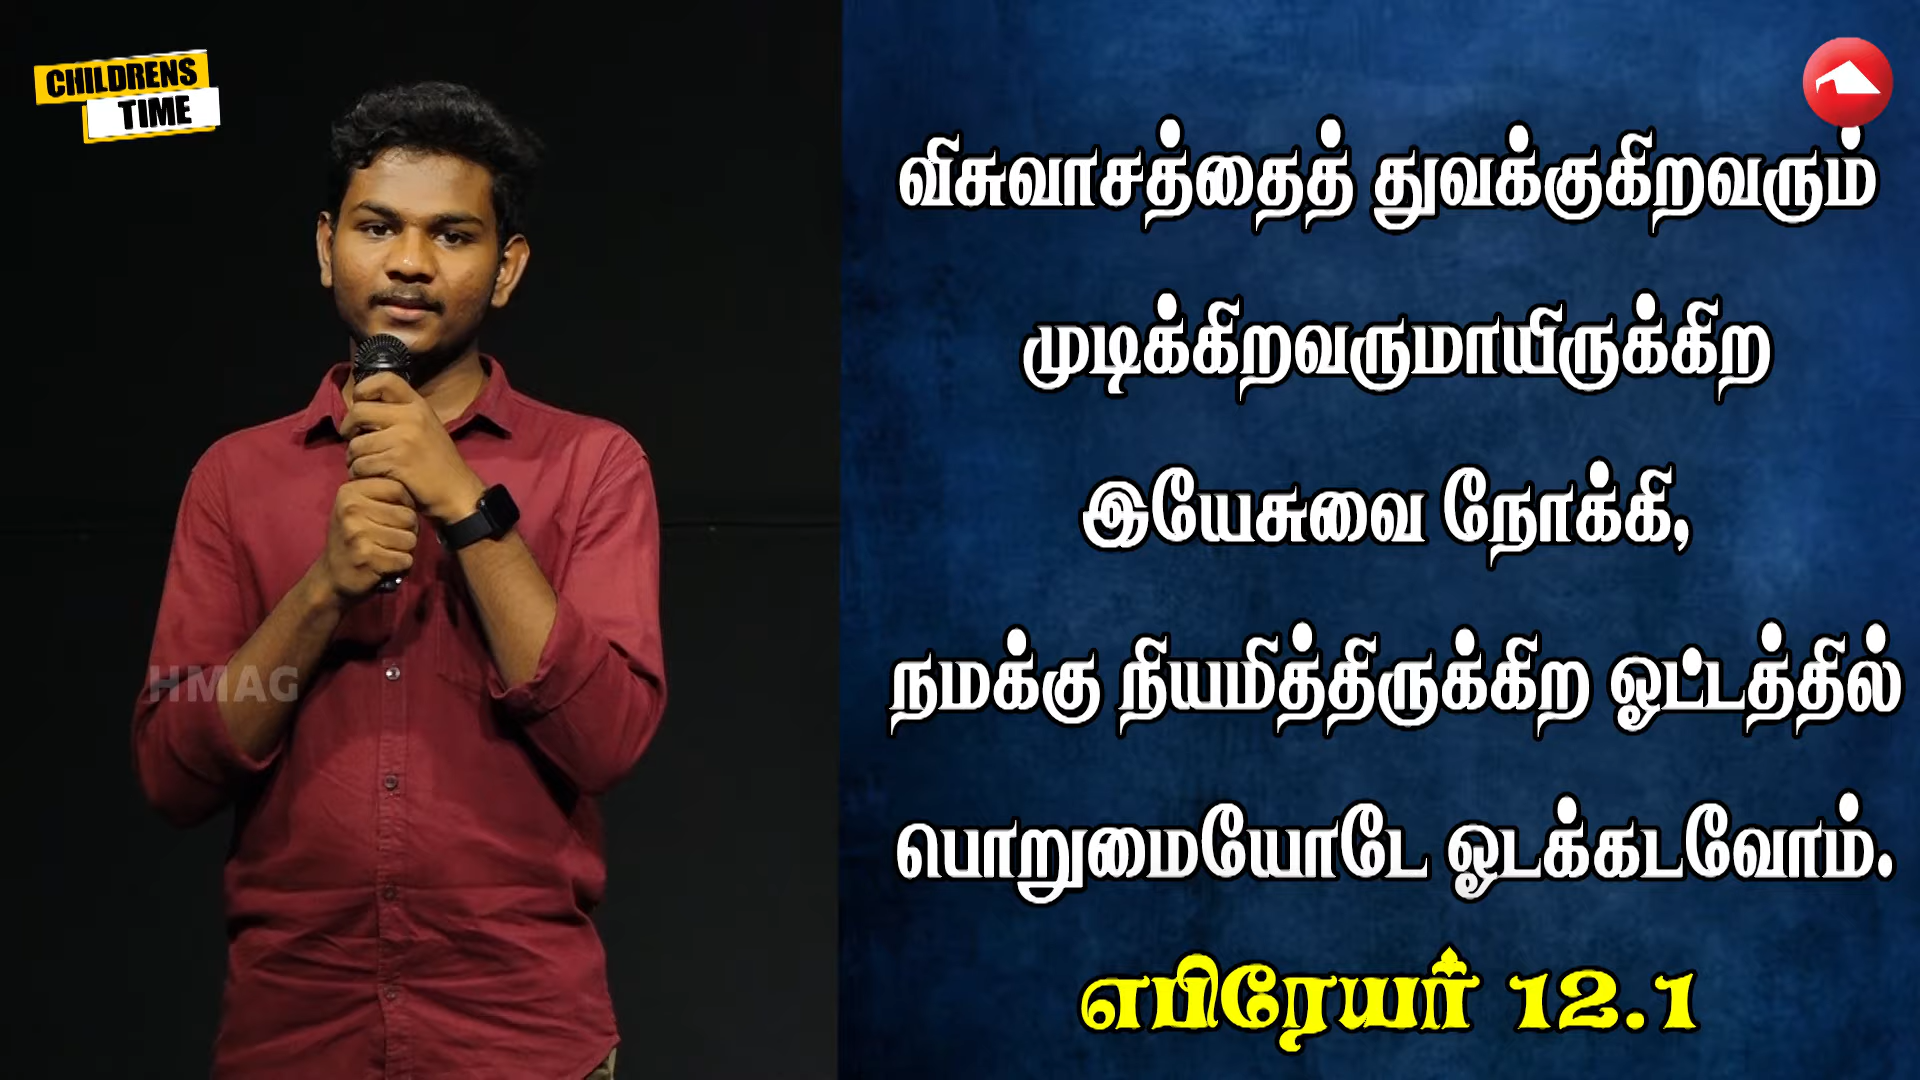 CHILDRENS
TIME
HMAG
விசுவாசத்தைத் துவக்குகிறவரும்
முடிக்கிறவருமாயிருக்கிற
இயேசுவை நோக்கி,
நமக்கு நியமித்திருக்கிற ஓட்டத்தில்
பொறுமையோடே ஓடக்கடவோம்.
எபிரேயர் 12.1